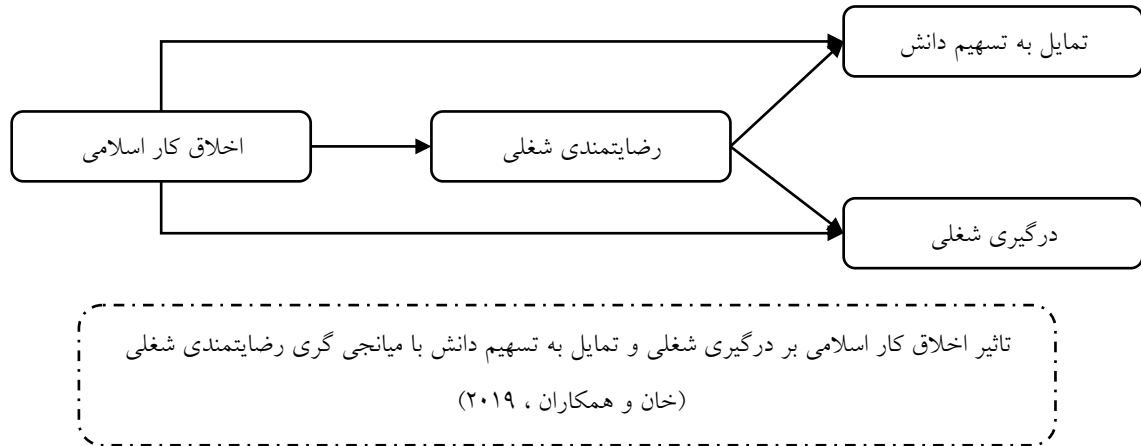 تمایل به تسهیم دانش
اخلاق کار اسلامی
رضایتمندی شغلی
درگیری شغلی
تاثیر اخلاق کار اسلامی بر درگیری شغلی و تمایل به تسهیم دانش با میانجی گری رضایتمندی شغلی
(خان و همکاران ، ۲۰۱۹)